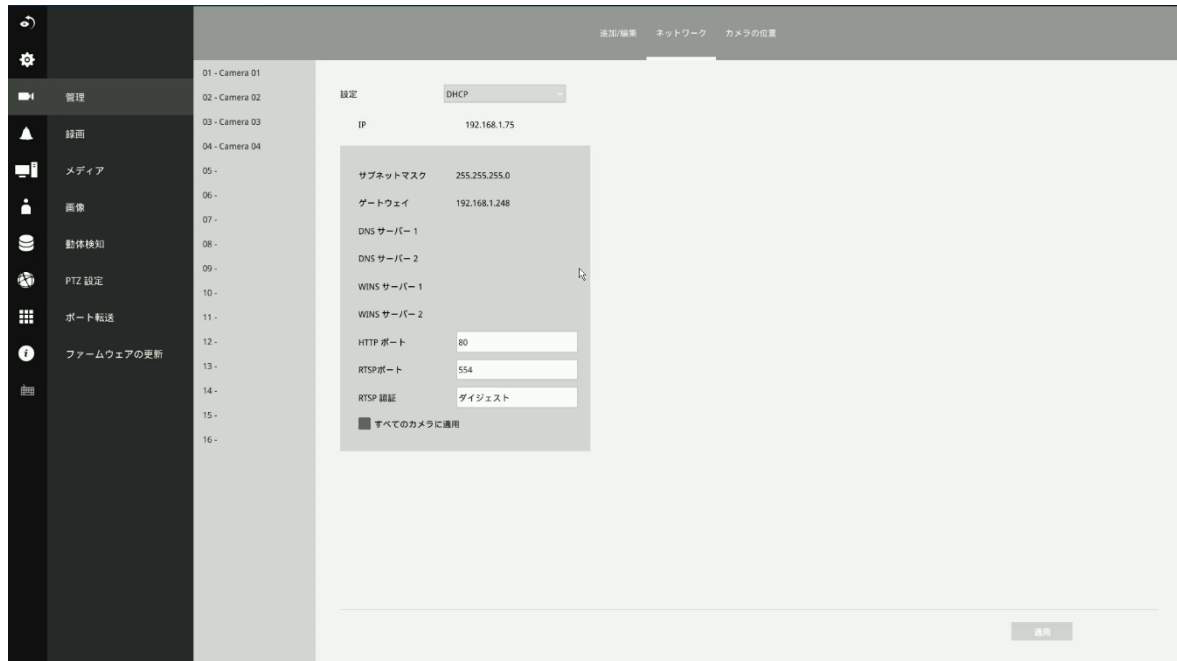 追加/編集 ネットワーク カメラの位置
管理
録画
メディア
画像
動体検知
PTZ 設定
ポート転送
ファームウェアの更新
01 - Camera 01
02 - Camera 02
03 - Camera 03
04 - Camera 04
05 -
06 -
07 -
08 -
09 -
10 -
11 -
12 -
13 -
14 -
15 -
16 -
設定 DHCP
IP 192.168.1.75
サブネットマスク 255.255.255.0
ゲートウェイ 192.168.1.248
DNS サーバー 1
DNS サーバー 2
WINS サーバー 1
WINS サーバー 2
HTTP ポート 80
RTSPポート 554
RTSP 認証 ダイジェスト
すべてのカメラに適用
適用